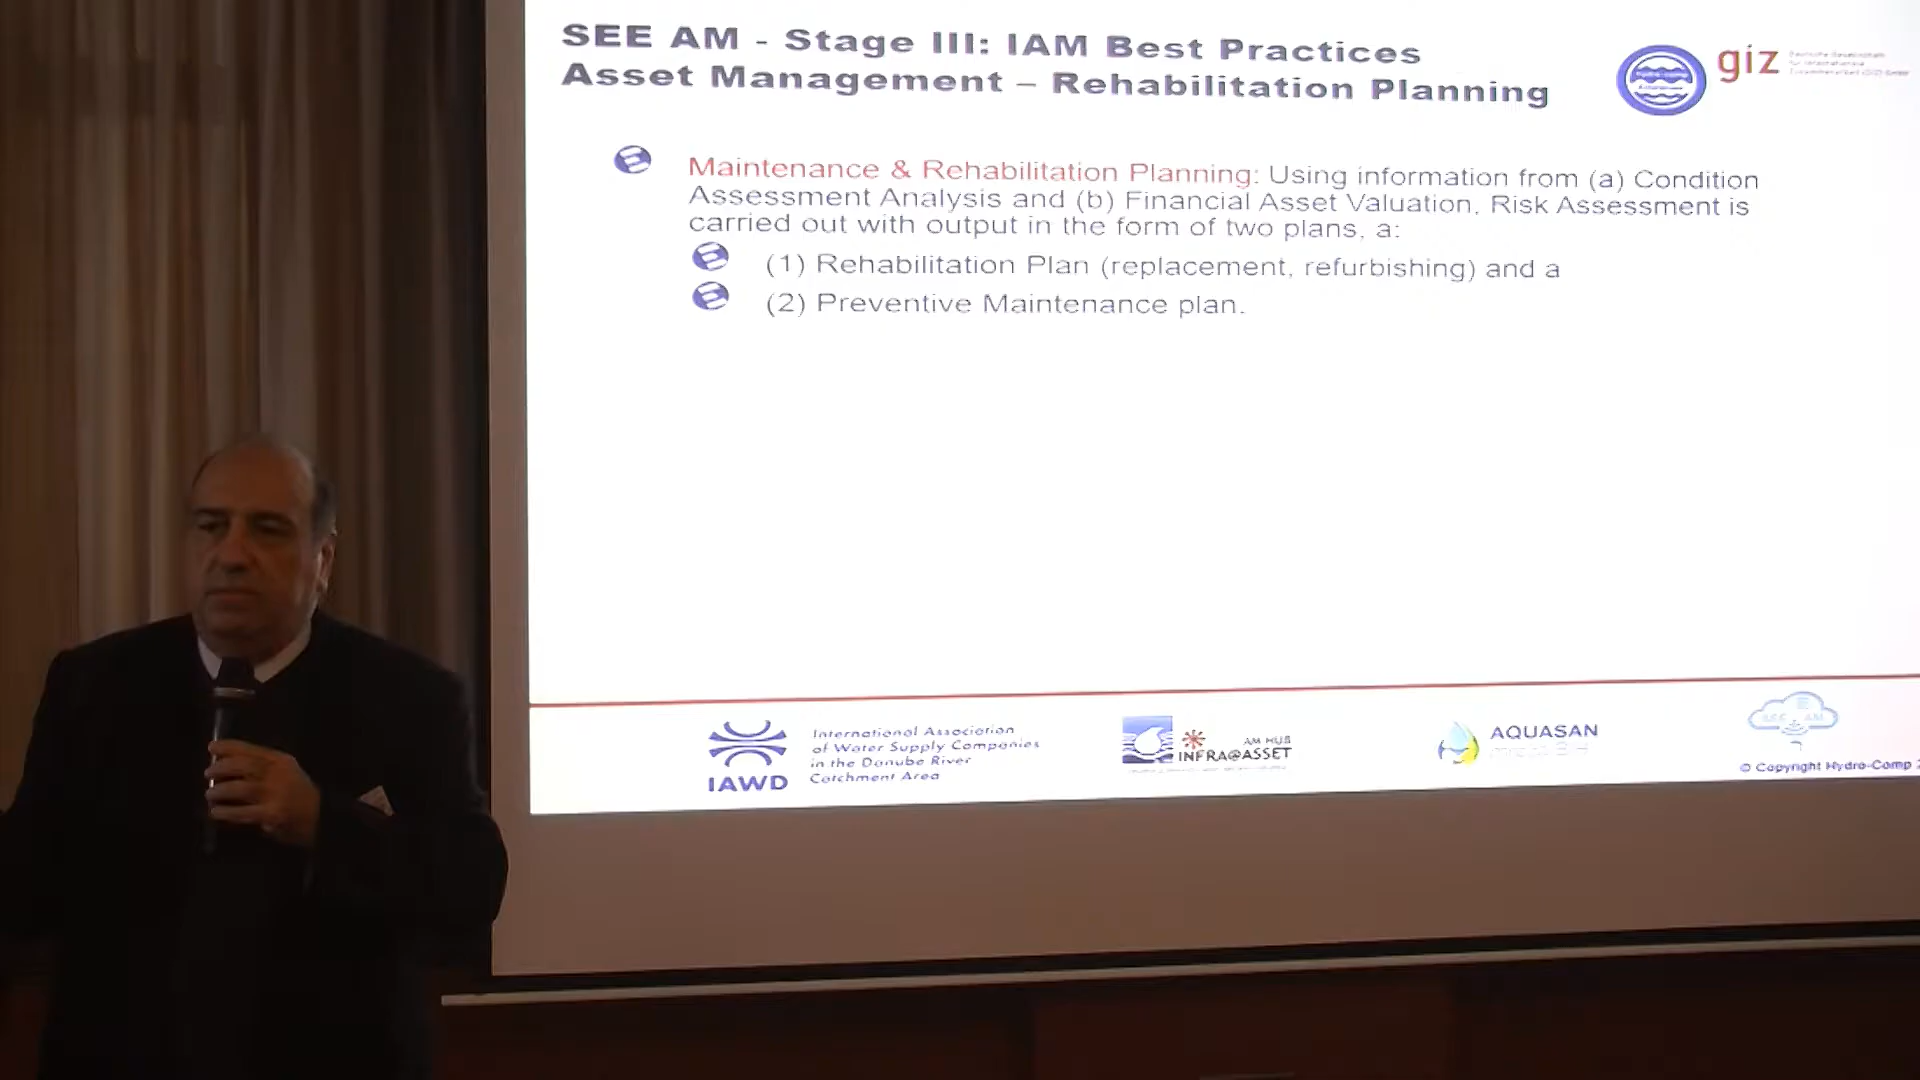 SEE AM - Stage III: IAM Best Practices
Asset Management – Rehabilitation Planning
giz
Maintenance & Rehabilitation Planning: Using information from (a) Condition
Assessment Analysis and (b) Financial Asset Valuation, Risk Assessment is
carried out with output in the form of two plans, a:
(1) Rehabilitation Plan (replacement, refurbishing) and a
(2) Preventive Maintenance plan.
IAWD
International Association
of Water Supply Companies
in the Danube River
Catchment Area
AM HUB
INFRA@ASSET
AQUASAN
SEE AM
© Copyright Hydro-Comp